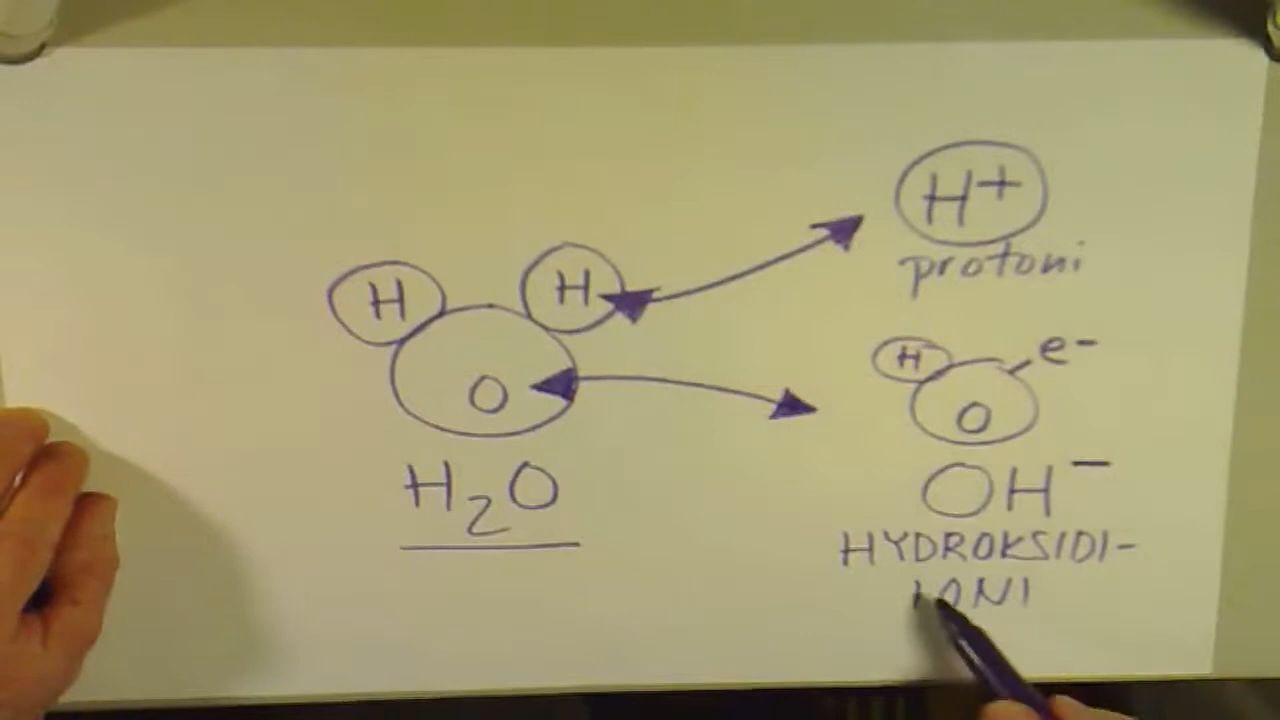 H
H
O
H₂O
H+
protoni
H
e-
O
OH⁻
HYDROKSIDI-
IONI